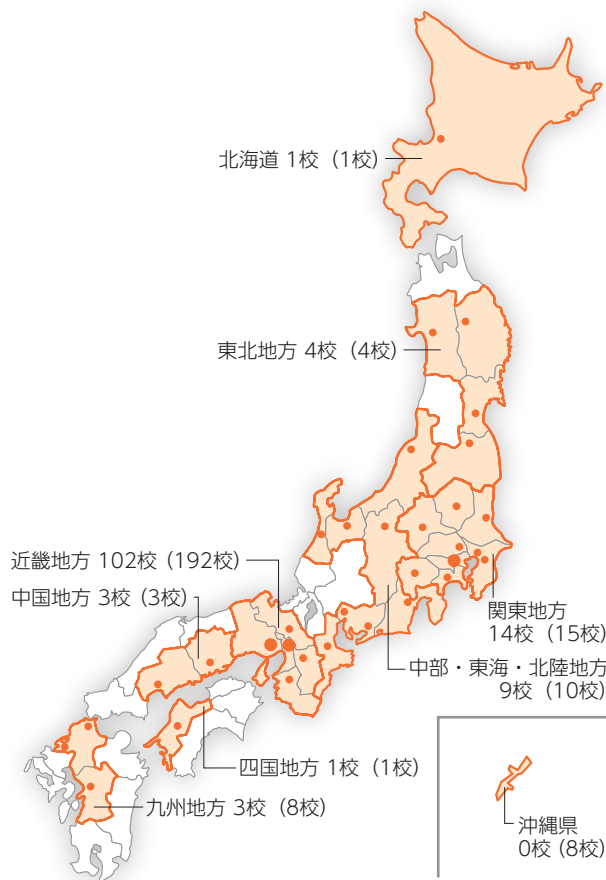 北海道 1校（1校）
東北地方 4校（4校）
近畿地方 102校（192校）
中国地方 3校（3校）
関東地方
14校（15校）
中部・東海・北陸地方
9校（10校）
四国地方 1校（1校）
九州地方 3校（8校）
沖縄県
0校（8校）